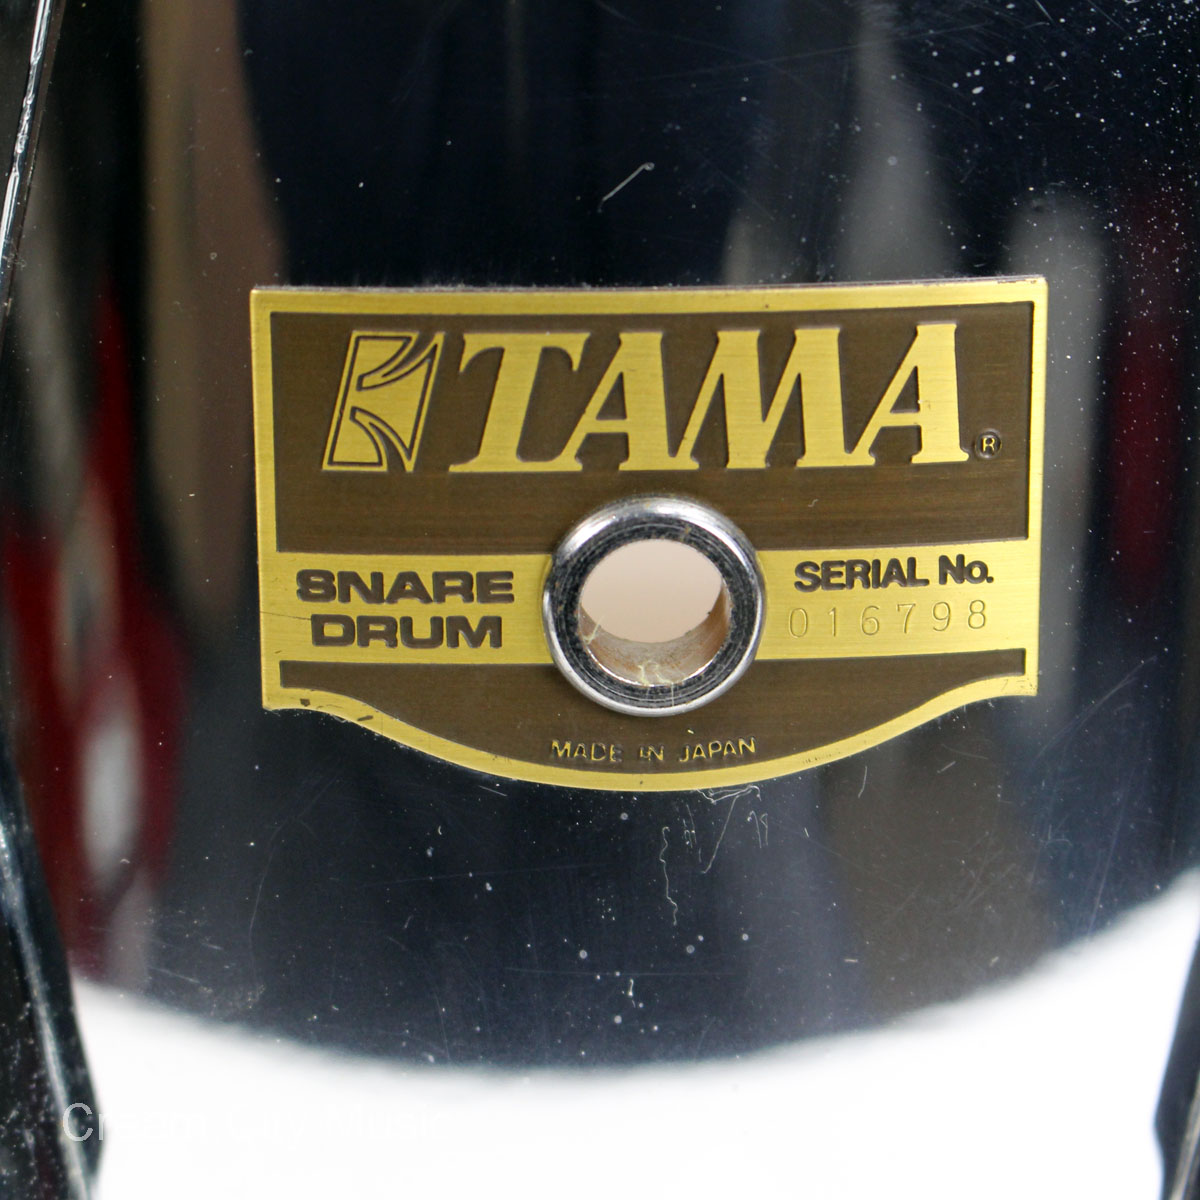 TAMA®
SNARE
DRUM
SERIAL No.
016798
MADE IN JAPAN
Cream City Music